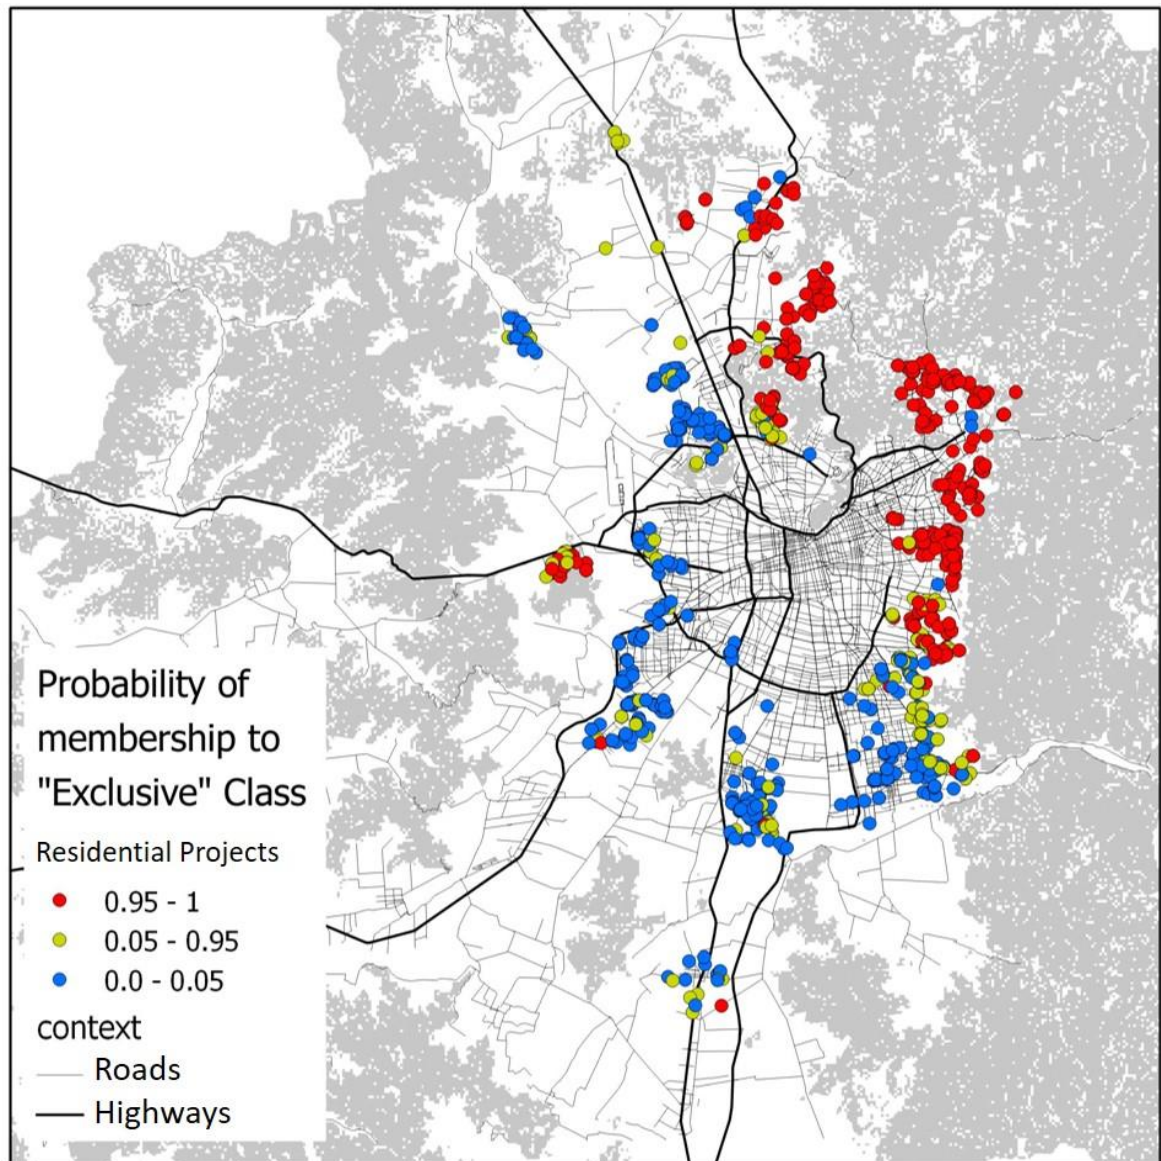 Probability of
membership to
"Exclusive" Class
Residential Projects
0.95 - 1
0.05 - 0.95
0.0 - 0.05
context
Roads
Highways